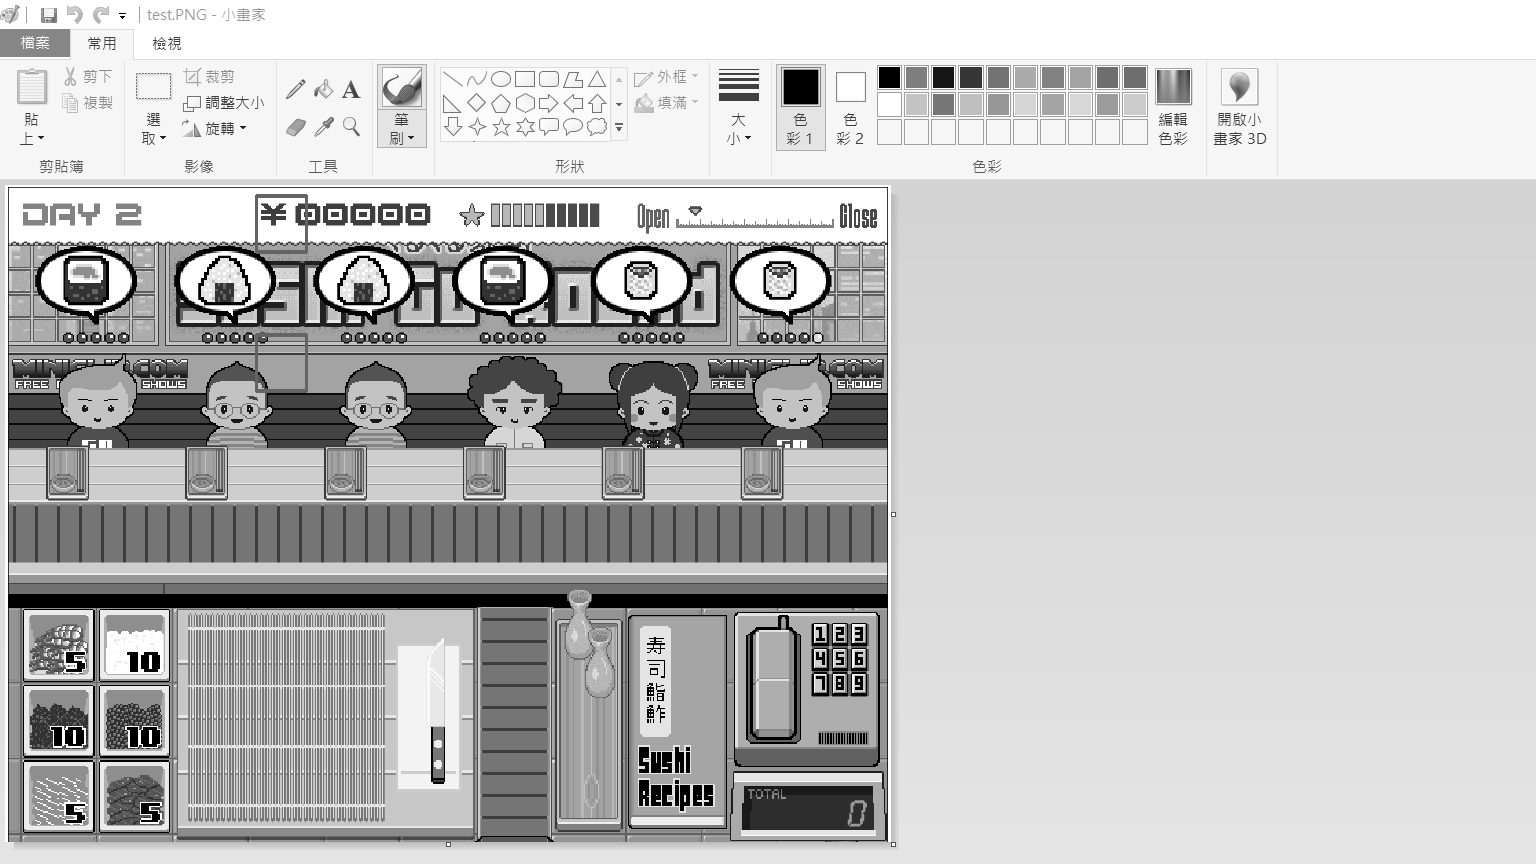 test.PNG - 小畫家
檔案 常用 檢視
剪下
複製
貼上
剪貼簿
裁剪
調整大小
旋轉
選取
影像
A
工具
筆刷
外框
填滿
形狀
大小
色彩 1
色彩 2
色彩
編輯色彩
開啟小畫家 3D
DAY 2
¥ 00000
Open
Close
MINICLIP.COM
FREE
SHOWS
SHOWS
5
10
10
10
5
5
寿
司
鮨
鮓
Sushi
Recipes
1 2 3
4 5 6
7 8 9
TOTAL
0